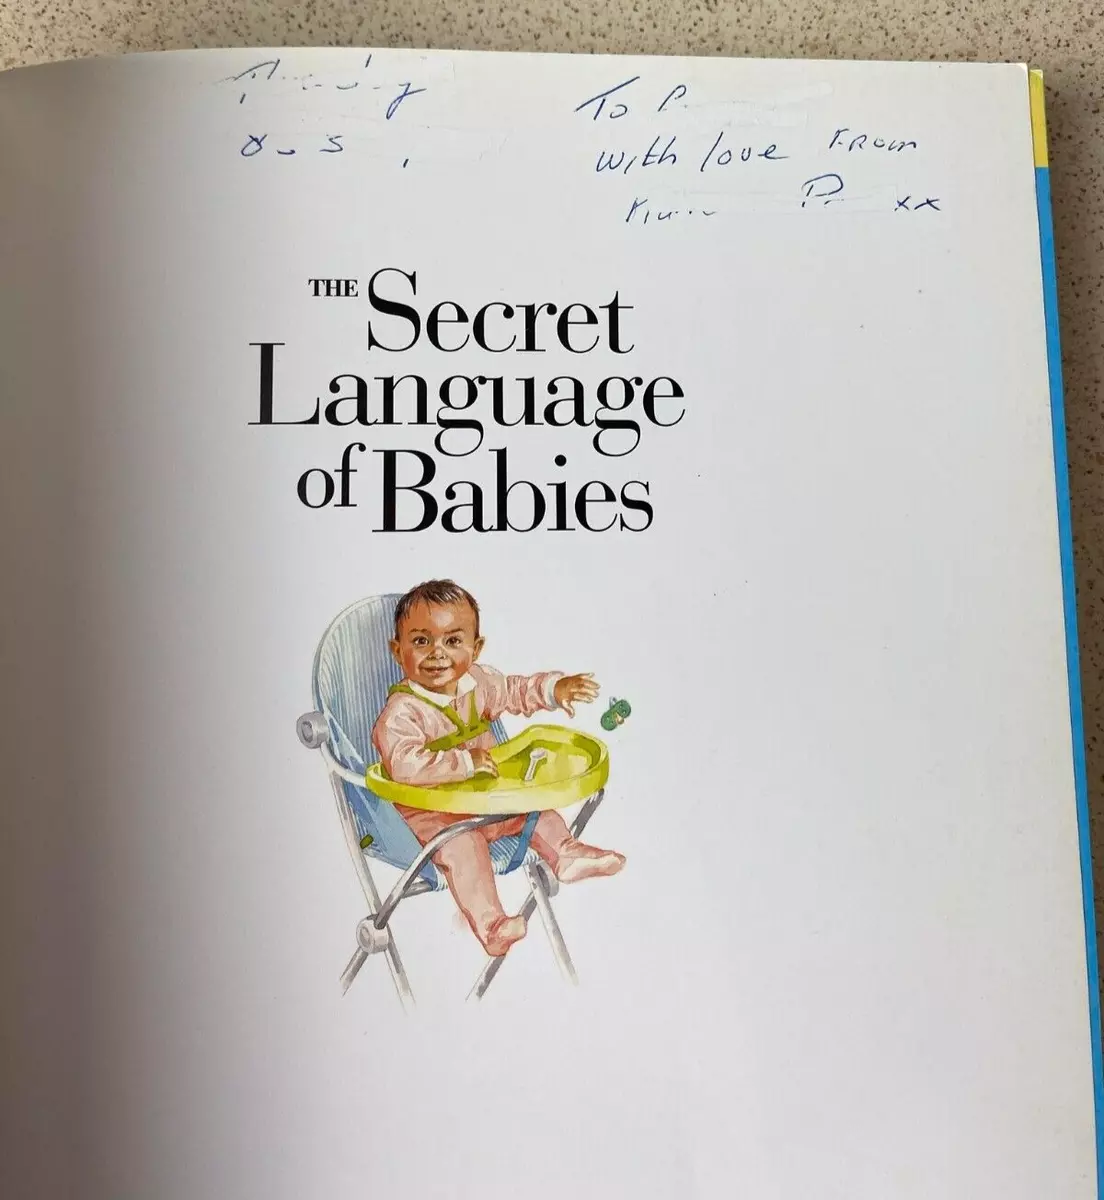 To P
with love FROM
xx
THE Secret
Language
of Babies